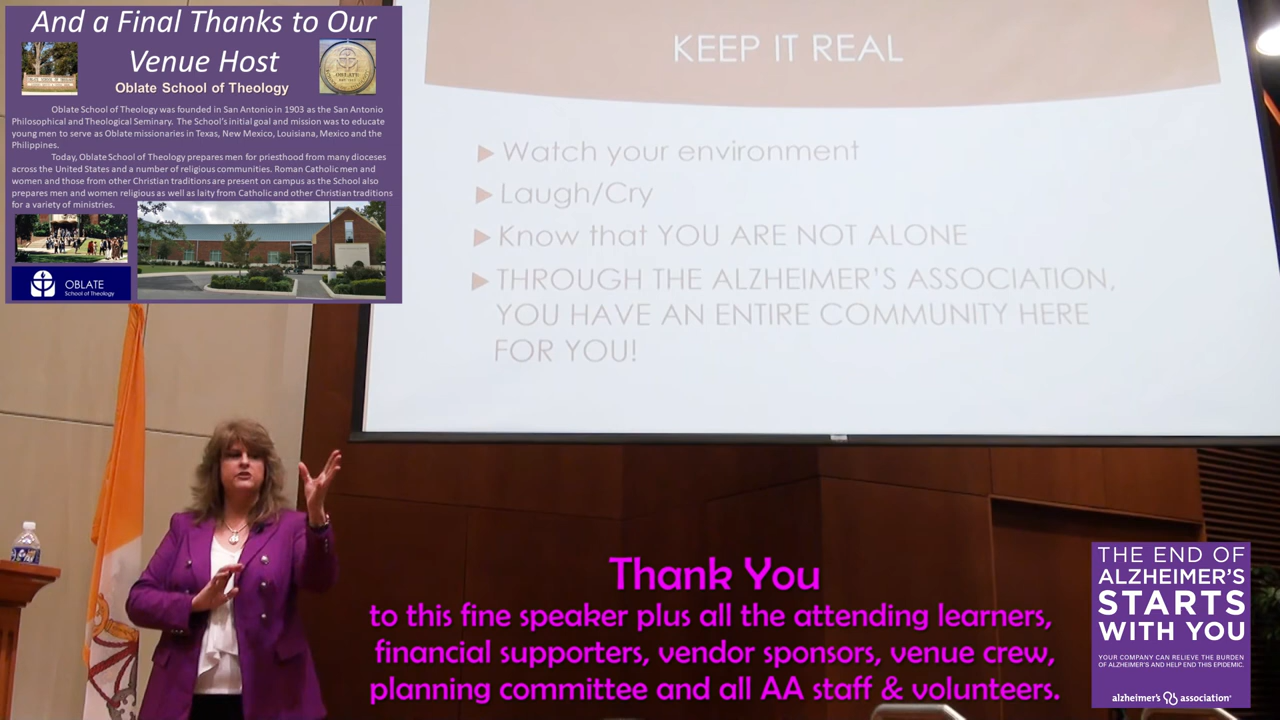 And a Final Thanks to Our
Venue Host
Oblate School of Theology
Oblate School of Theology was founded in San Antonio in 1903 as the San Antonio
Philosophical and Theological Seminary. The School's initial goal and mission was to educate
young men to serve as Oblate missionaries in Texas, New Mexico, Louisiana, Mexico and the
Philippines.
Today, Oblate School of Theology prepares men for priesthood from many dioceses
across the United States and a number of religious communities. Roman Catholic men and
women and those from other Christian traditions are present on campus as the School also
prepares men and women religious as well as laity from Catholic and other Christian traditions
for a variety of ministries.
OBLATE
School of Theology
KEEP IT REAL
Watch your environment
Laugh/Cry
Know that YOU ARE NOT ALONE
THROUGH THE ALZHEIMER'S ASSOCIATION,
YOU HAVE AN ENTIRE COMMUNITY HERE
FOR YOU!
Thank You
to this fine speaker plus all the attending learners,
financial supporters, vendor sponsors, venue crew,
planning committee and all AA staff & volunteers.
THE END OF
ALZHEIMER'S
STARTS
WITH YOU
YOUR COMPANY CAN RELIEVE THE BURDEN
OF ALZHEIMER'S AND HELP END THIS EPIDEMIC.
alzheimer's association®